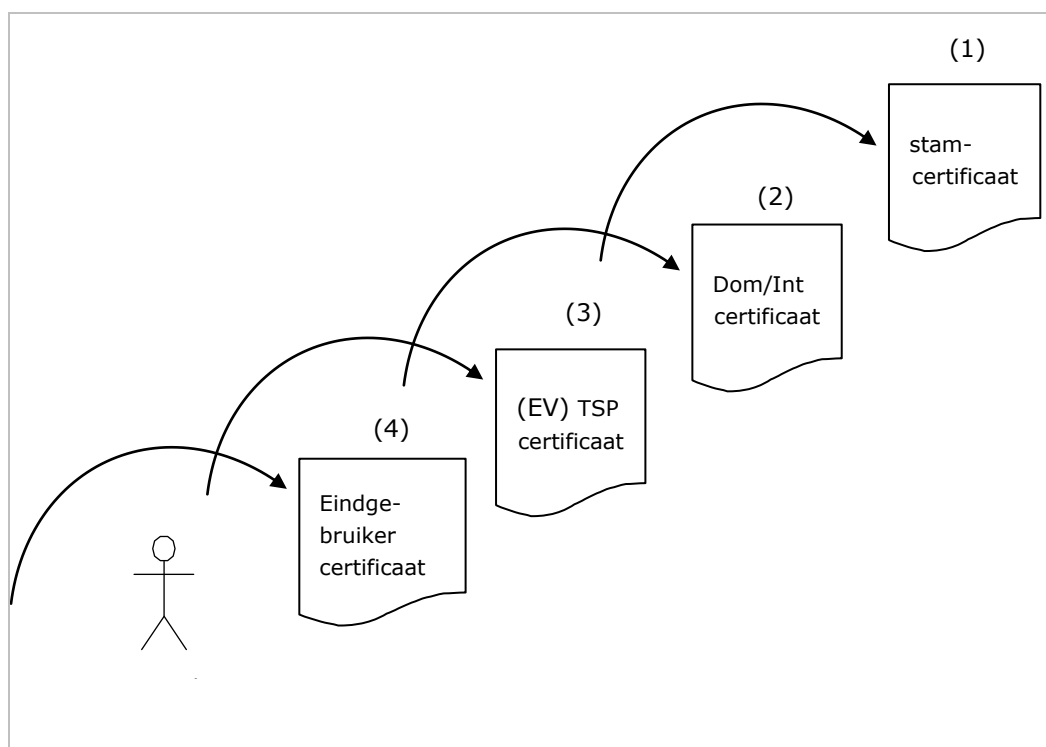 (1)
stam-
certificaat
(2)
Dom/Int
certificaat
(3)
(EV) TSP
certificaat
(4)
Eindge-
bruiker
certificaat